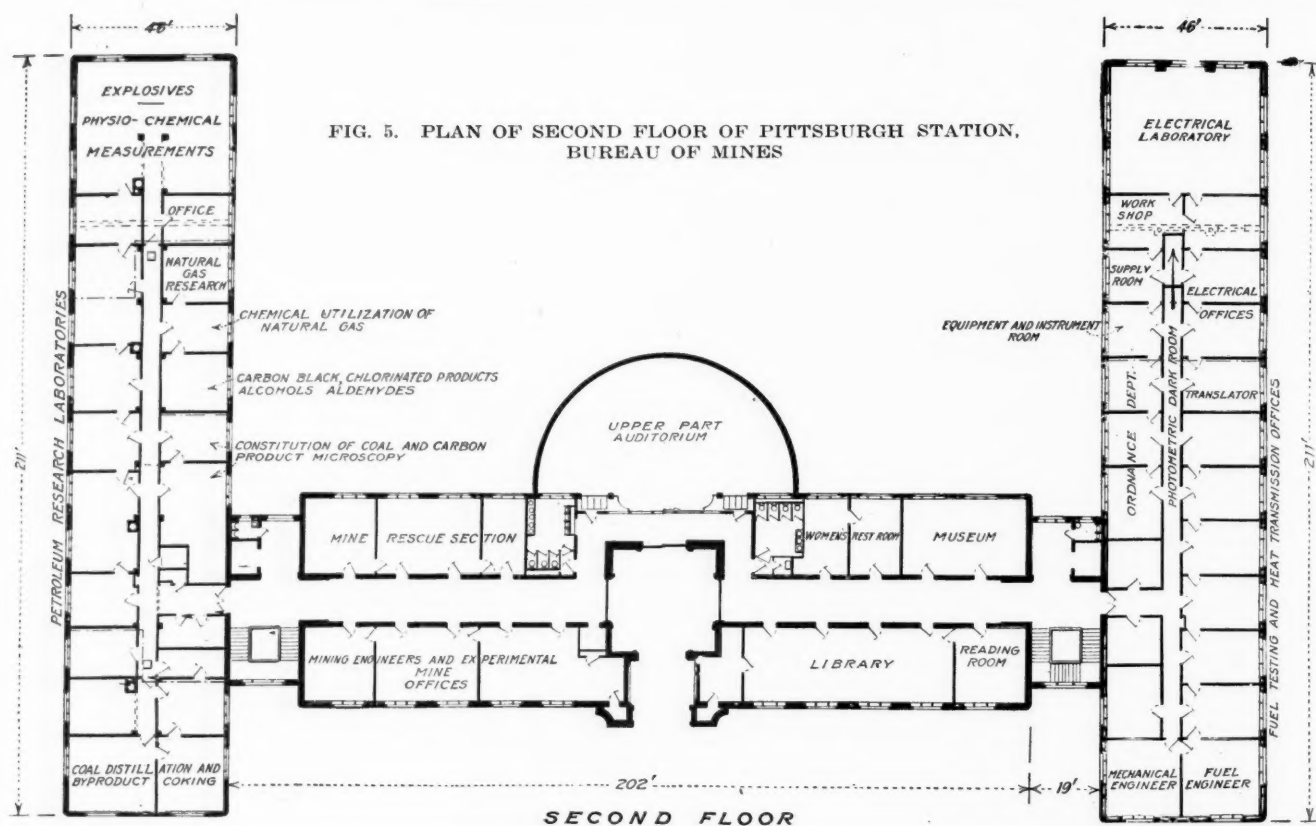 46'
46'
FIG. 5. PLAN OF SECOND FLOOR OF PITTSBURGH STATION,
BUREAU OF MINES
EXPLOSIVES
PHYSIO-CHEMICAL
MEASUREMENTS
OFFICE
NATURAL
GAS
RESEARCH
CHEMICAL UTILIZATION OF
NATURAL GAS
CARBON BLACK, CHLORINATED PRODUCTS
ALCOHOLS ALDEHYDES
CONSTITUTION OF COAL AND CARBON
PRODUCT MICROSCOPY
PETROLEUM RESEARCH LABORATORIES
211'
COAL DISTILLATION AND
BYPRODUCT COKING
UPPER PART
AUDITORIUM
MINE RESCUE SECTION
WOMENS REST ROOM
MUSEUM
MINING ENGINEERS AND EXPERIMENTAL
MINE
OFFICES
LIBRARY
READING
ROOM
ELECTRICAL
LABORATORY
WORK
SHOP
SUPPLY
ROOM
ELECTRICAL
OFFICES
EQUIPMENT AND INSTRUMENT
ROOM
ORDNANCE DEPT.
PHOTOMETRIC DARK ROOM
TRANSLATOR
FUEL TESTING AND HEAT TRANSMISSION OFFICES
211'
MECHANICAL
ENGINEER
FUEL
ENGINEER
202'
19'
SECOND FLOOR